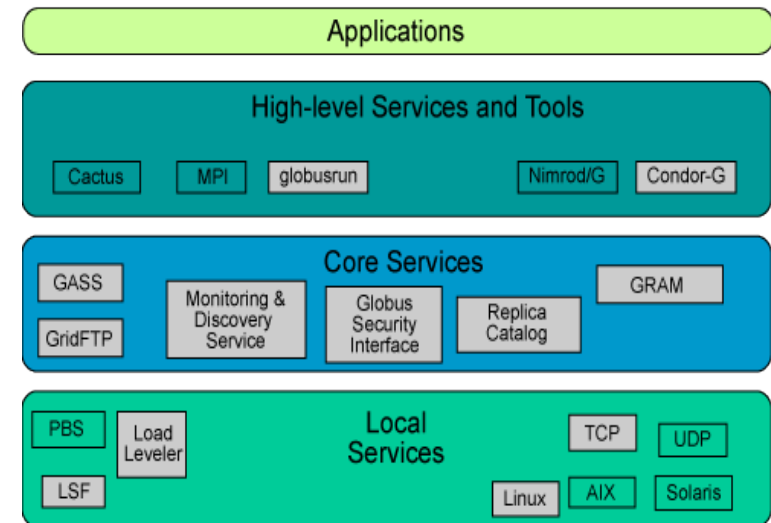 Applications
High-level Services and Tools
Cactus
MPI
globusrun
Nimrod/G
Condor-G
Core Services
GASS
GridFTP
Monitoring &
Discovery
Service
Globus
Security
Interface
Replica
Catalog
GRAM
Local
Services
PBS
Load
Leveler
LSF
TCP
UDP
Linux
AIX
Solaris